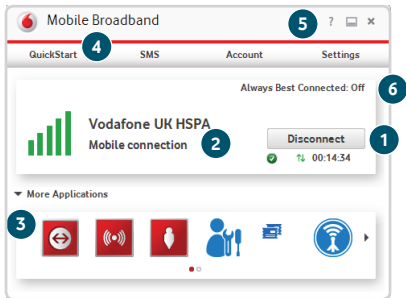 Mobile Broadband
5
?
QuickStart
SMS
Account
Settings
4
Always Best Connected: Off
6
Vodafone UK HSPA
Mobile connection
2
Disconnect
1
00:14:34
More Applications
3